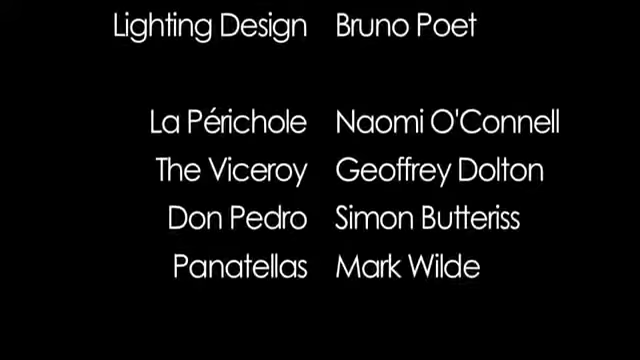 Lighting Design Bruno Poet
La Périchole Naomi O'Connell
The Viceroy Geoffrey Dolton
Don Pedro Simon Butteriss
Panatellas Mark Wilde